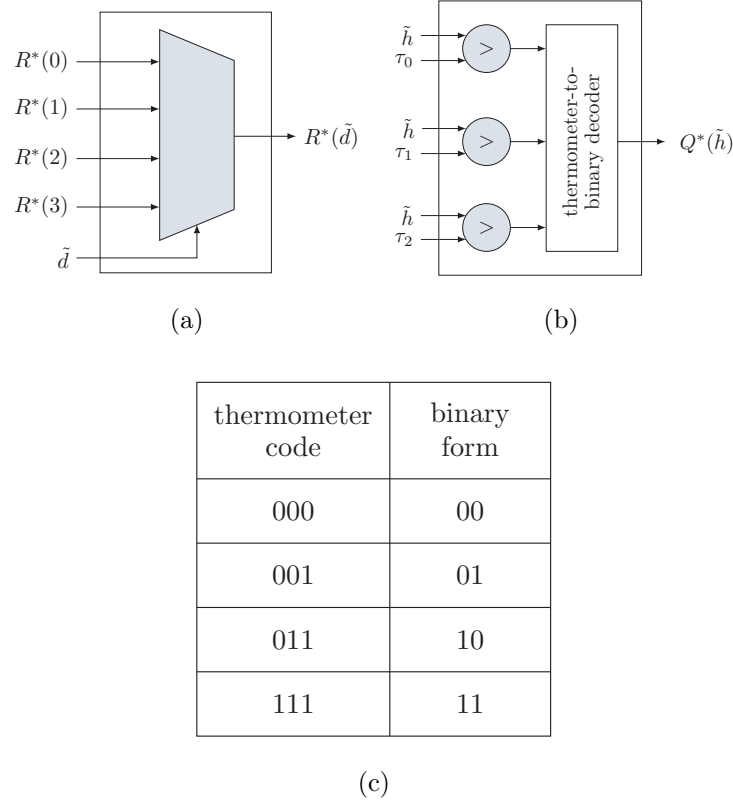 R*(0)
R*(1)
R*(2)
R*(3)
d̃
R*(d̃)
(a)
h̃
τ0
>
h̃
τ1
>
h̃
τ2
>
thermometer-to-
binary decoder
Q*(h̃)
(b)
thermometer code binary form
000 00
001 01
011 10
111 11
(c)